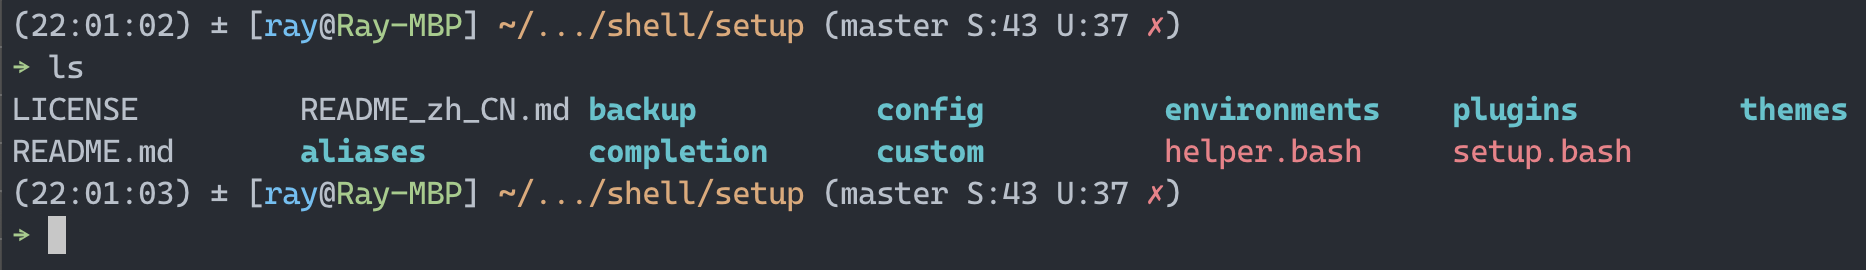 (22:01:02) ± [ray@Ray-MBP] ~/.../shell/setup (master S:43 U:37 ✗)
➜ ls
LICENSE README_zh_CN.md backup config environments plugins themes
README.md aliases completion custom helper.bash setup.bash
(22:01:03) ± [ray@Ray-MBP] ~/.../shell/setup (master S:43 U:37 ✗)
➜